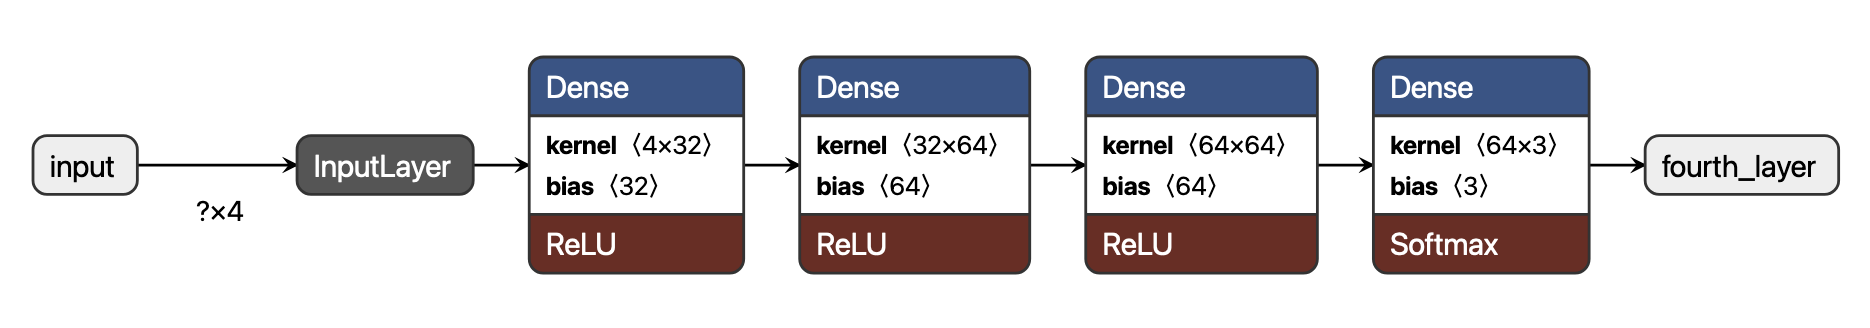 input
?×4
InputLayer
Dense
kernel ⟨4×32⟩
bias ⟨32⟩
ReLU
Dense
kernel ⟨32×64⟩
bias ⟨64⟩
ReLU
Dense
kernel ⟨64×64⟩
bias ⟨64⟩
ReLU
Dense
kernel ⟨64×3⟩
bias ⟨3⟩
Softmax
fourth_layer